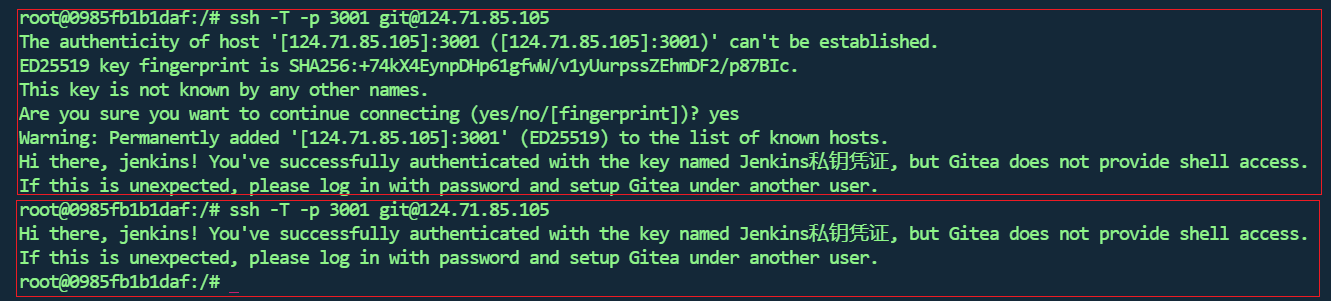 root@0985fb1b1daf:/# ssh -T -p 3001 git@124.71.85.105
The authenticity of host '[124.71.85.105]:3001 ([124.71.85.105]:3001)' can't be established.
ED25519 key fingerprint is SHA256:+74kX4EynpDHp61gfwW/v1yUurpssZEhmDF2/p87BIc.
This key is not known by any other names.
Are you sure you want to continue connecting (yes/no/[fingerprint])? yes
Warning: Permanently added '[124.71.85.105]:3001' (ED25519) to the list of known hosts.
Hi there, jenkins! You've successfully authenticated with the key named Jenkins私钥凭证, but Gitea does not provide shell access.
If this is unexpected, please log in with password and setup Gitea under another user.
root@0985fb1b1daf:/# ssh -T -p 3001 git@124.71.85.105
Hi there, jenkins! You've successfully authenticated with the key named Jenkins私钥凭证, but Gitea does not provide shell access.
If this is unexpected, please log in with password and setup Gitea under another user.
root@0985fb1b1daf:/# _